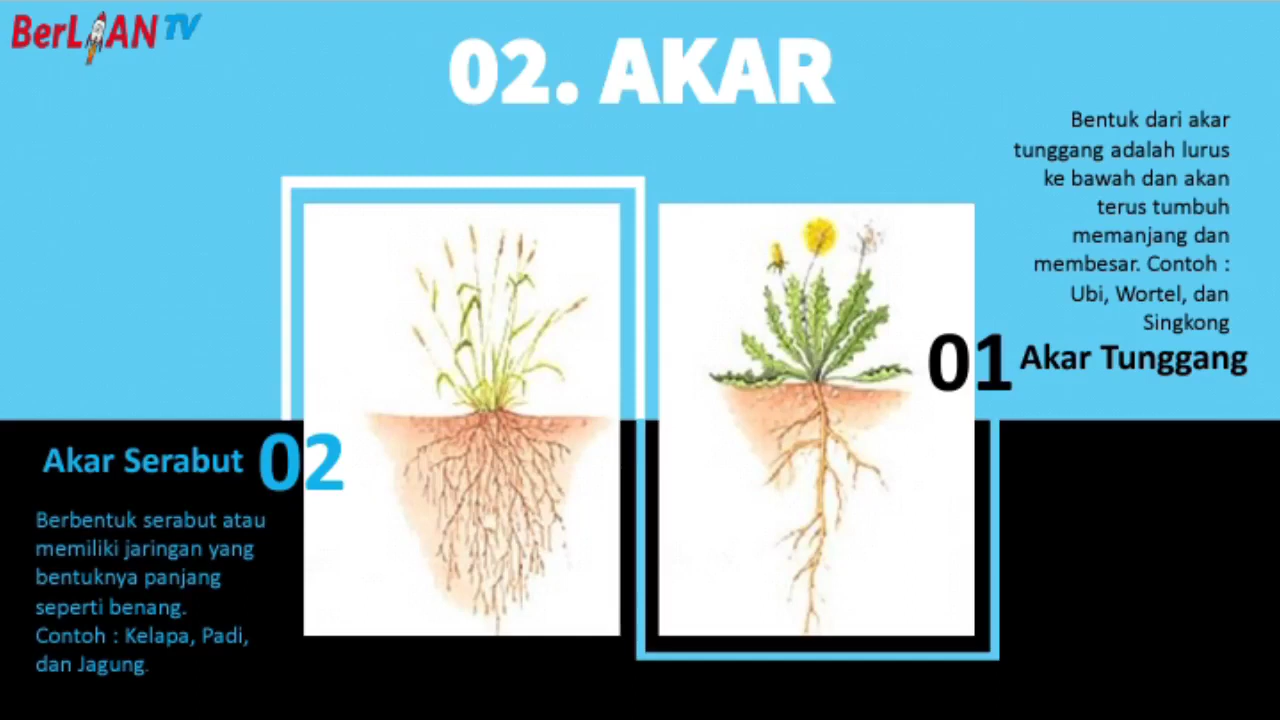 BerLIAN TV
02. AKAR
Bentuk dari akar
tunggang adalah lurus
ke bawah dan akan
terus tumbuh
memanjang dan
membesar. Contoh :
Ubi, Wortel, dan
Singkong
01 Akar Tunggang
Akar Serabut 02
Berbentuk serabut atau
memiliki jaringan yang
bentuknya panjang
seperti benang.
Contoh : Kelapa, Padi,
dan Jagung.